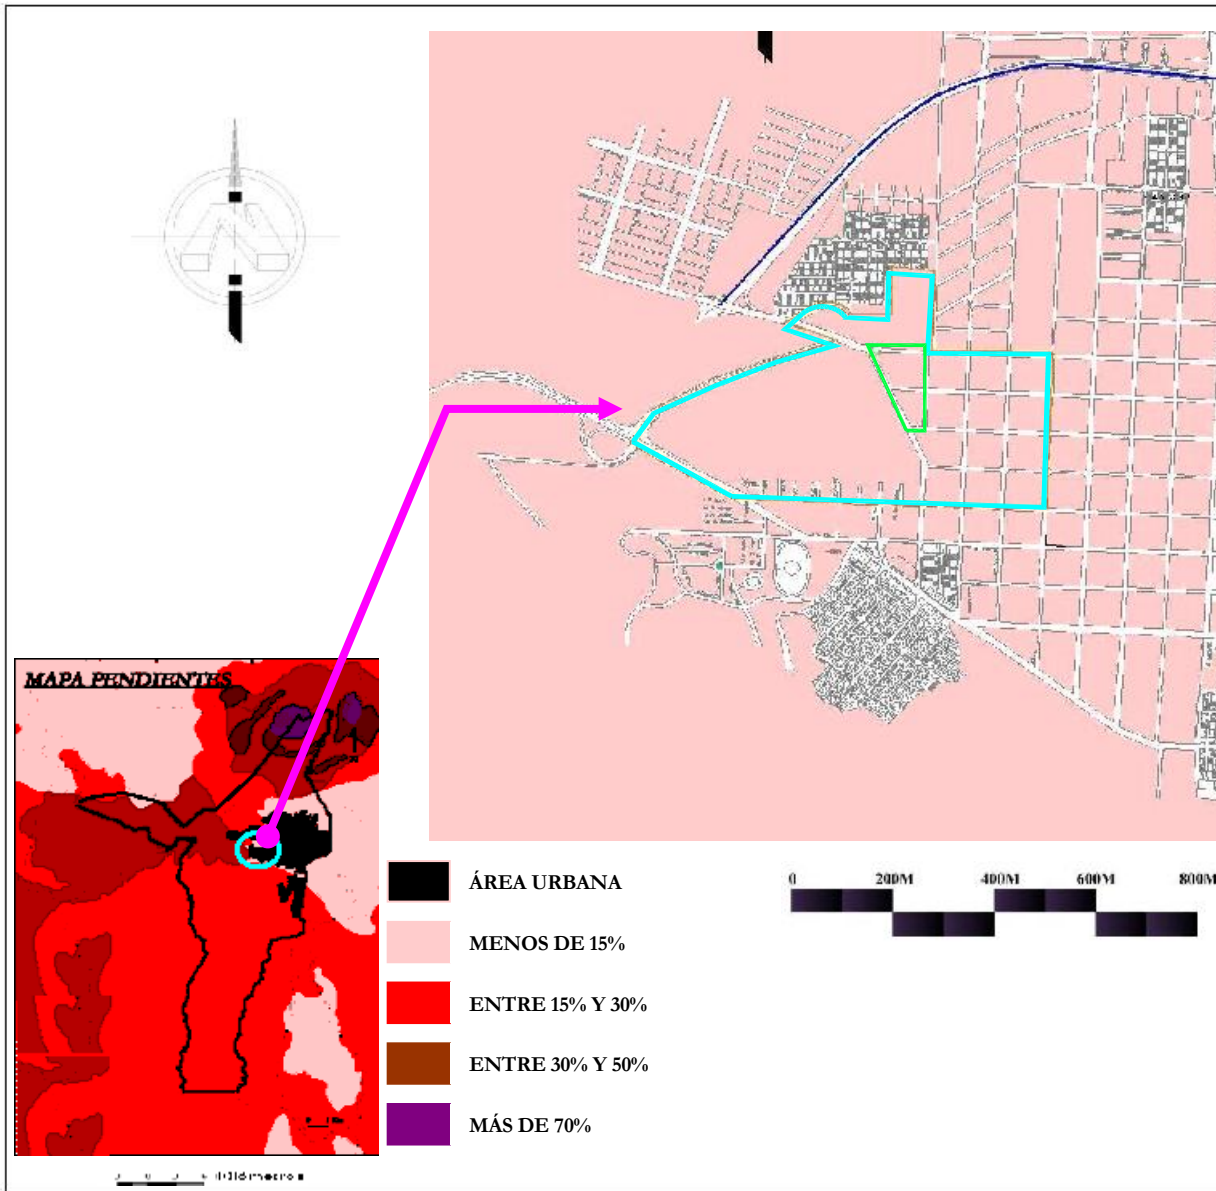 MAPA PENDIENTES
ÁREA URBANA
MENOS DE 15%
ENTRE 15% Y 30%
ENTRE 30% Y 50%
MÁS DE 70%
0 200M 400M 600M 800M